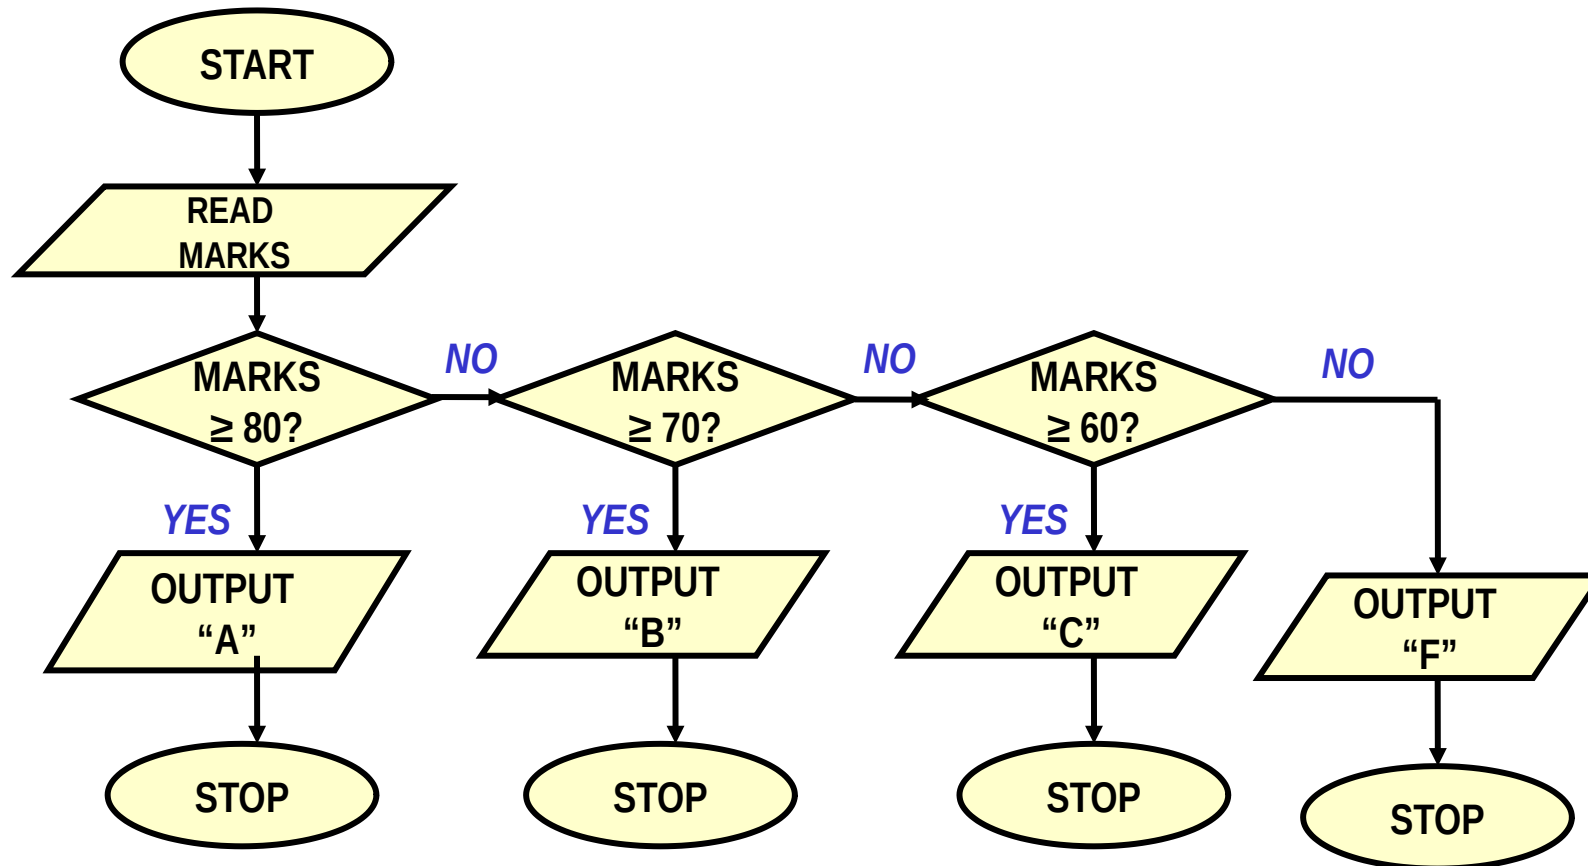 START
READ
MARKS
MARKS
≥ 80?
NO
MARKS
≥ 70?
NO
MARKS
≥ 60?
NO
YES
YES
YES
OUTPUT
“A”
OUTPUT
“B”
OUTPUT
“C”
OUTPUT
“F”
STOP
STOP
STOP
STOP